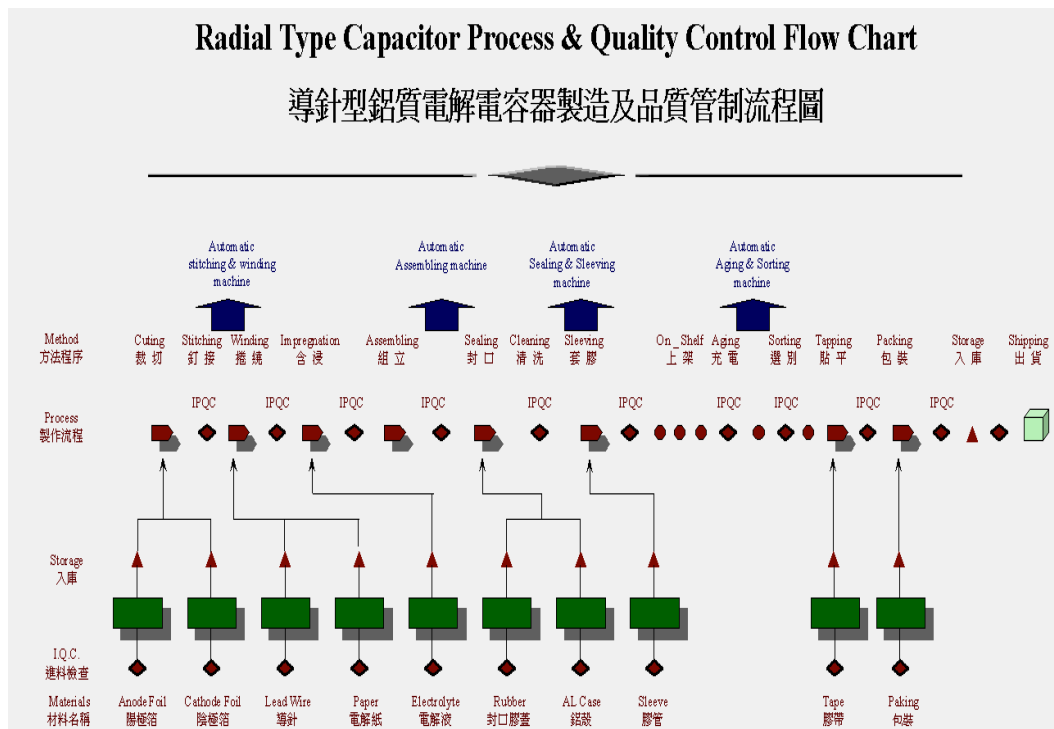 Radial Type Capacitor Process & Quality Control Flow Chart
導針型鋁質電解電容器製造及品質管制流程圖
Automatic
stitching & winding
machine
Automatic
Assembling machine
Automatic
Sealing & Sleeving
machine
Automatic
Aging & Sorting
machine
Method
方法程序
Cuting
裁切
Stitching
釘接
Winding
捲繞
Impregnation
含浸
Assembling
組立
Sealing
封口
Cleaning
清洗
Sleeving
套膠
On_Shelf
上架
Aging
充電
Sorting
選別
Tapping
貼平
Packing
包裝
Storage
入庫
Shipping
出貨
Process
製作流程
IPQC
IPQC
IPQC
IPQC
IPQC
IPQC
IPQC
IPQC
IPQC
IPQC
Storage
入庫
I.Q.C.
進料檢查
Materials
材料名稱
Anode Foil
陽極箔
Cathode Foil
陰極箔
Lead Wire
導針
Paper
電解紙
Electrolyte
電解液
Rubber
封口膠蓋
AL Case
鋁殼
Sleeve
膠管
Tape
膠帶
Paking
包裝